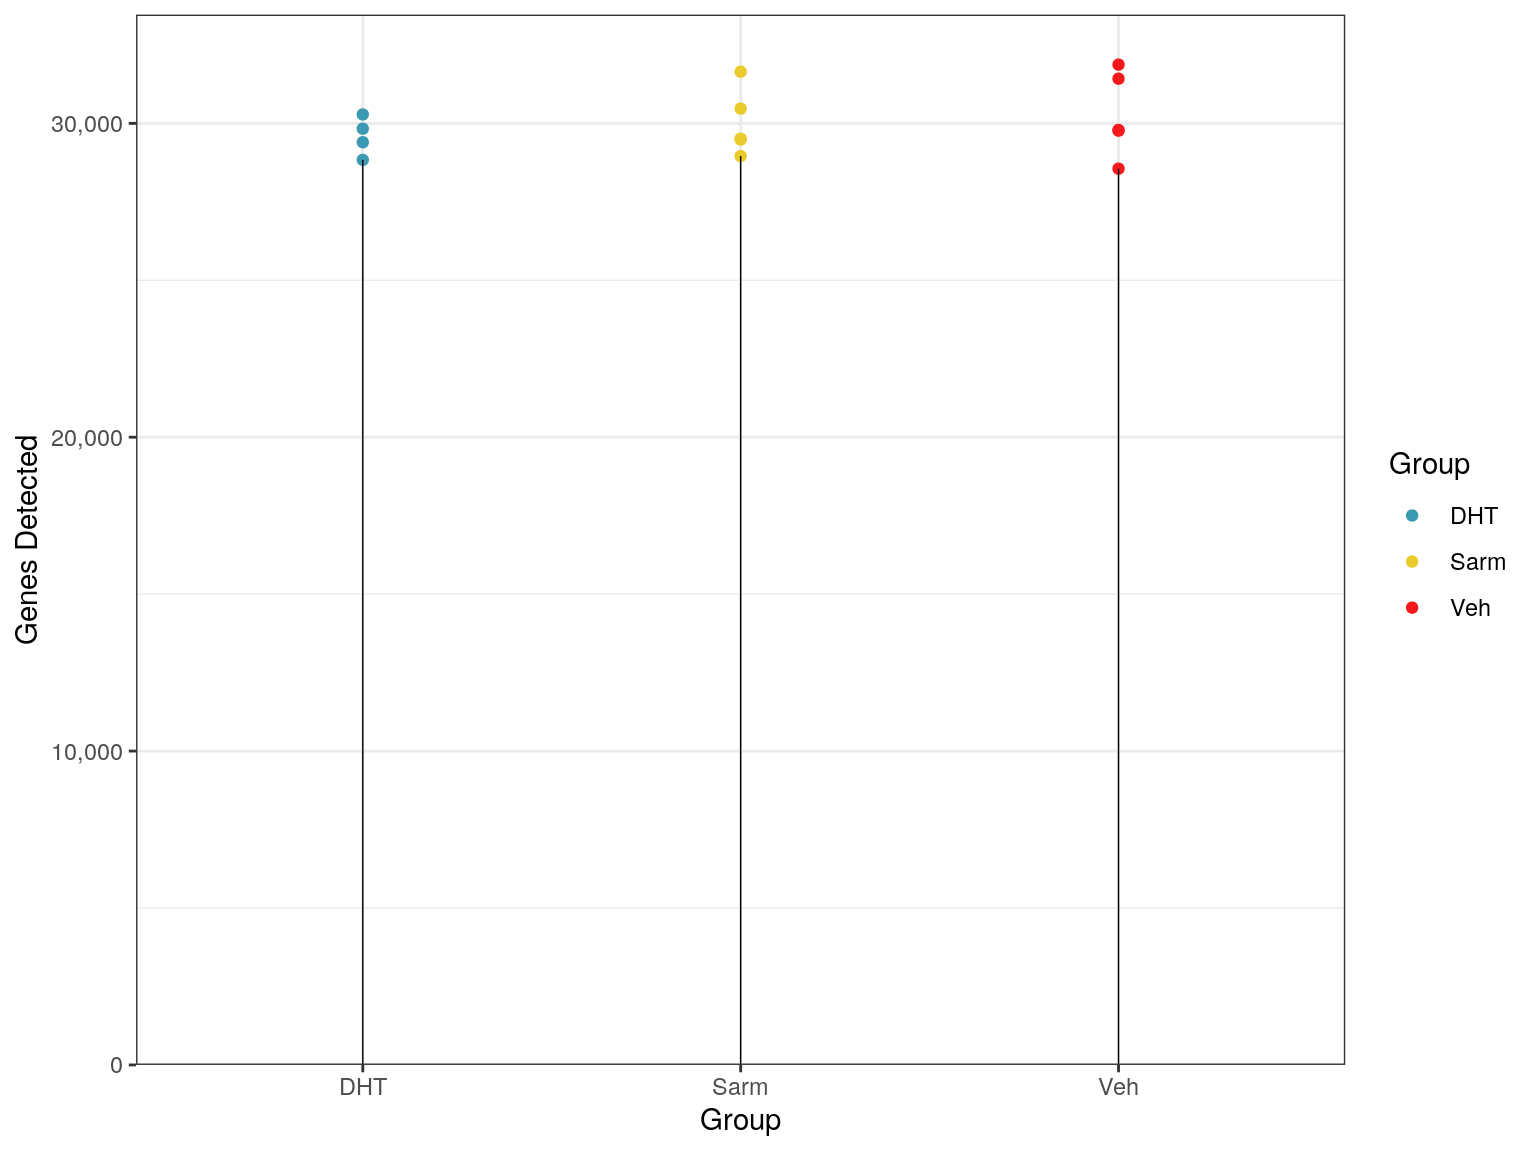 Genes Detected
30,000
20,000
10,000
0
DHT
Sarm
Veh
Group
Group
DHT
Sarm
Veh